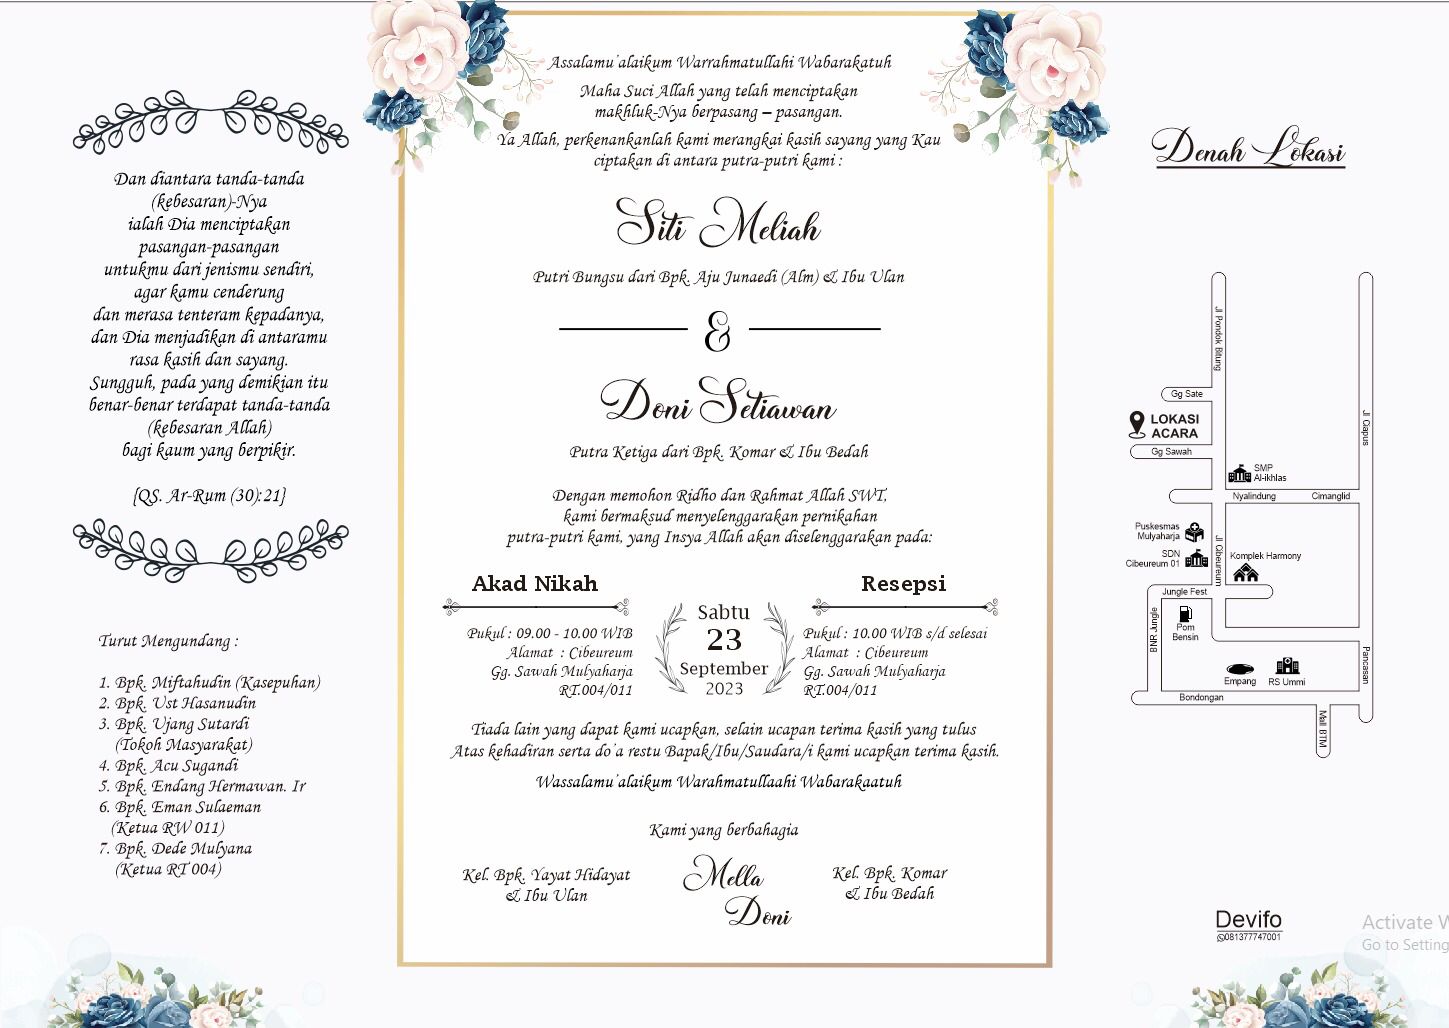 Dan diantara tanda-tanda
(kebesaran)-Nya
ialah Dia menciptakan
pasangan-pasangan
untukmu dari jenismu sendiri,
agar kamu cenderung
dan merasa tenteram kepadanya,
dan Dia menjadikan di antaramu
rasa kasih dan sayang.
Sungguh, pada yang demikian itu
benar-benar terdapat tanda-tanda
(kebesaran Allah)
bagi kaum yang berpikir.
[QS. Ar-Rum (30):21]
Turut Mengundang :
1. Bpk. Miftahudin (Kasepuhan)
2. Bpk. Ust Hasanudin
3. Bpk. Ujang Sutardi
(Tokoh Masyarakat)
4. Bpk. Acu Sugandi
5. Bpk. Endang Hermawan. Ir
6. Bpk. Eman Sulaeman
(Ketua RW 011)
7. Bpk. Dede Mulyana
(Ketua RT 004)
Assalamu'alaikum Warrahmatullahi Wabarakatuh
Maha Suci Allah yang telah menciptakan
makhluk-Nya berpasang – pasangan.
Ya Allah, perkenankanlah kami merangkai kasih sayang yang Kau
ciptakan di antara putra-putri kami :
Siti Meliah
Putri Bungsu dari Bpk. Aju Junaedi (Alm) & Ibu Ulan
&
Doni Setiawan
Putra Ketiga dari Bpk. Komar & Ibu Bedah
Dengan memohon Ridho dan Rahmat Allah SWT,
kami bermaksud menyelenggarakan pernikahan
putra-putri kami, yang Insya Allah akan diselenggarakan pada:
Akad Nikah
Pukul : 09.00 - 10.00 WIB
Alamat : Cibeureum
Gg. Sawah Mulyaharja
RT.004/011
Sabtu
23
September
2023
Resepsi
Pukul : 10.00 WIB s/d selesai
Alamat : Cibeureum
Gg. Sawah Mulyaharja
RT.004/011
Tiada lain yang dapat kami ucapkan, selain ucapan terima kasih yang tulus
Atas kehadiran serta do'a restu Bapak/Ibu/Saudara/i kami ucapkan terima kasih.
Wassalamu'alaikum Warahmatullaahi Wabarakaatuh
Kami yang berbahagia
Kel. Bpk. Yayat Hidayat
& Ibu Ulan
Mella
Doni
Kel. Bpk. Komar
& Ibu Bedah
Denah Lokasi
Jl Pondok Bitung
Gg Sate
LOKASI
ACARA
Gg Sawah
Jl Ciapus
SMP
Al-ikhlas
Nyalindung
Cimanglid
Puskesmas
Mulyaharja
SDN
Cibeureum 01
Jl Cibeureum
Komplek Harmony
Jungle Fest
BNR Jungle
Pom
Bensin
Empang
RS Ummi
Pancasan
Bondongan
Mall BTM
Devifo
081377747001
Activate W
Go to Setting